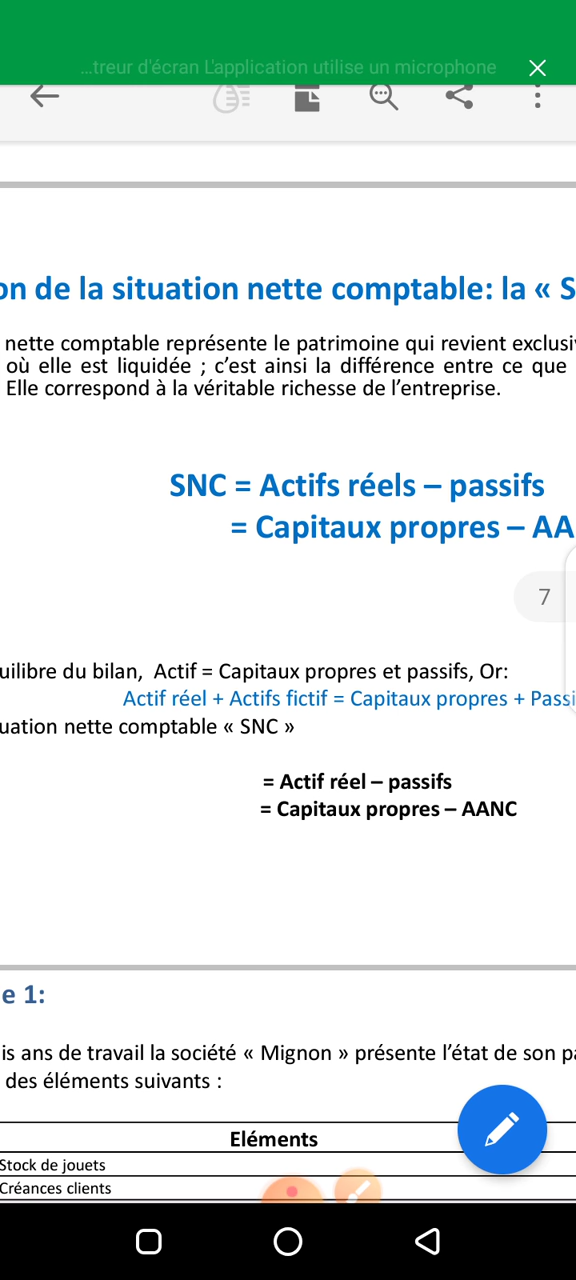 ...treur d'écran L'application utilise un microphone
on de la situation nette comptable: la « S
nette comptable représente le patrimoine qui revient exclusiv
où elle est liquidée ; c’est ainsi la différence entre ce que
Elle correspond à la véritable richesse de l’entreprise.
SNC = Actifs réels – passifs
= Capitaux propres – AA
7
uilibre du bilan, Actif = Capitaux propres et passifs, Or:
Actif réel + Actifs fictif = Capitaux propres + Passi
uation nette comptable « SNC »
= Actif réel – passifs
= Capitaux propres – AANC
e 1:
is ans de travail la société « Mignon » présente l’état de son pa
des éléments suivants :
Eléments
Stock de jouets
Créances clients